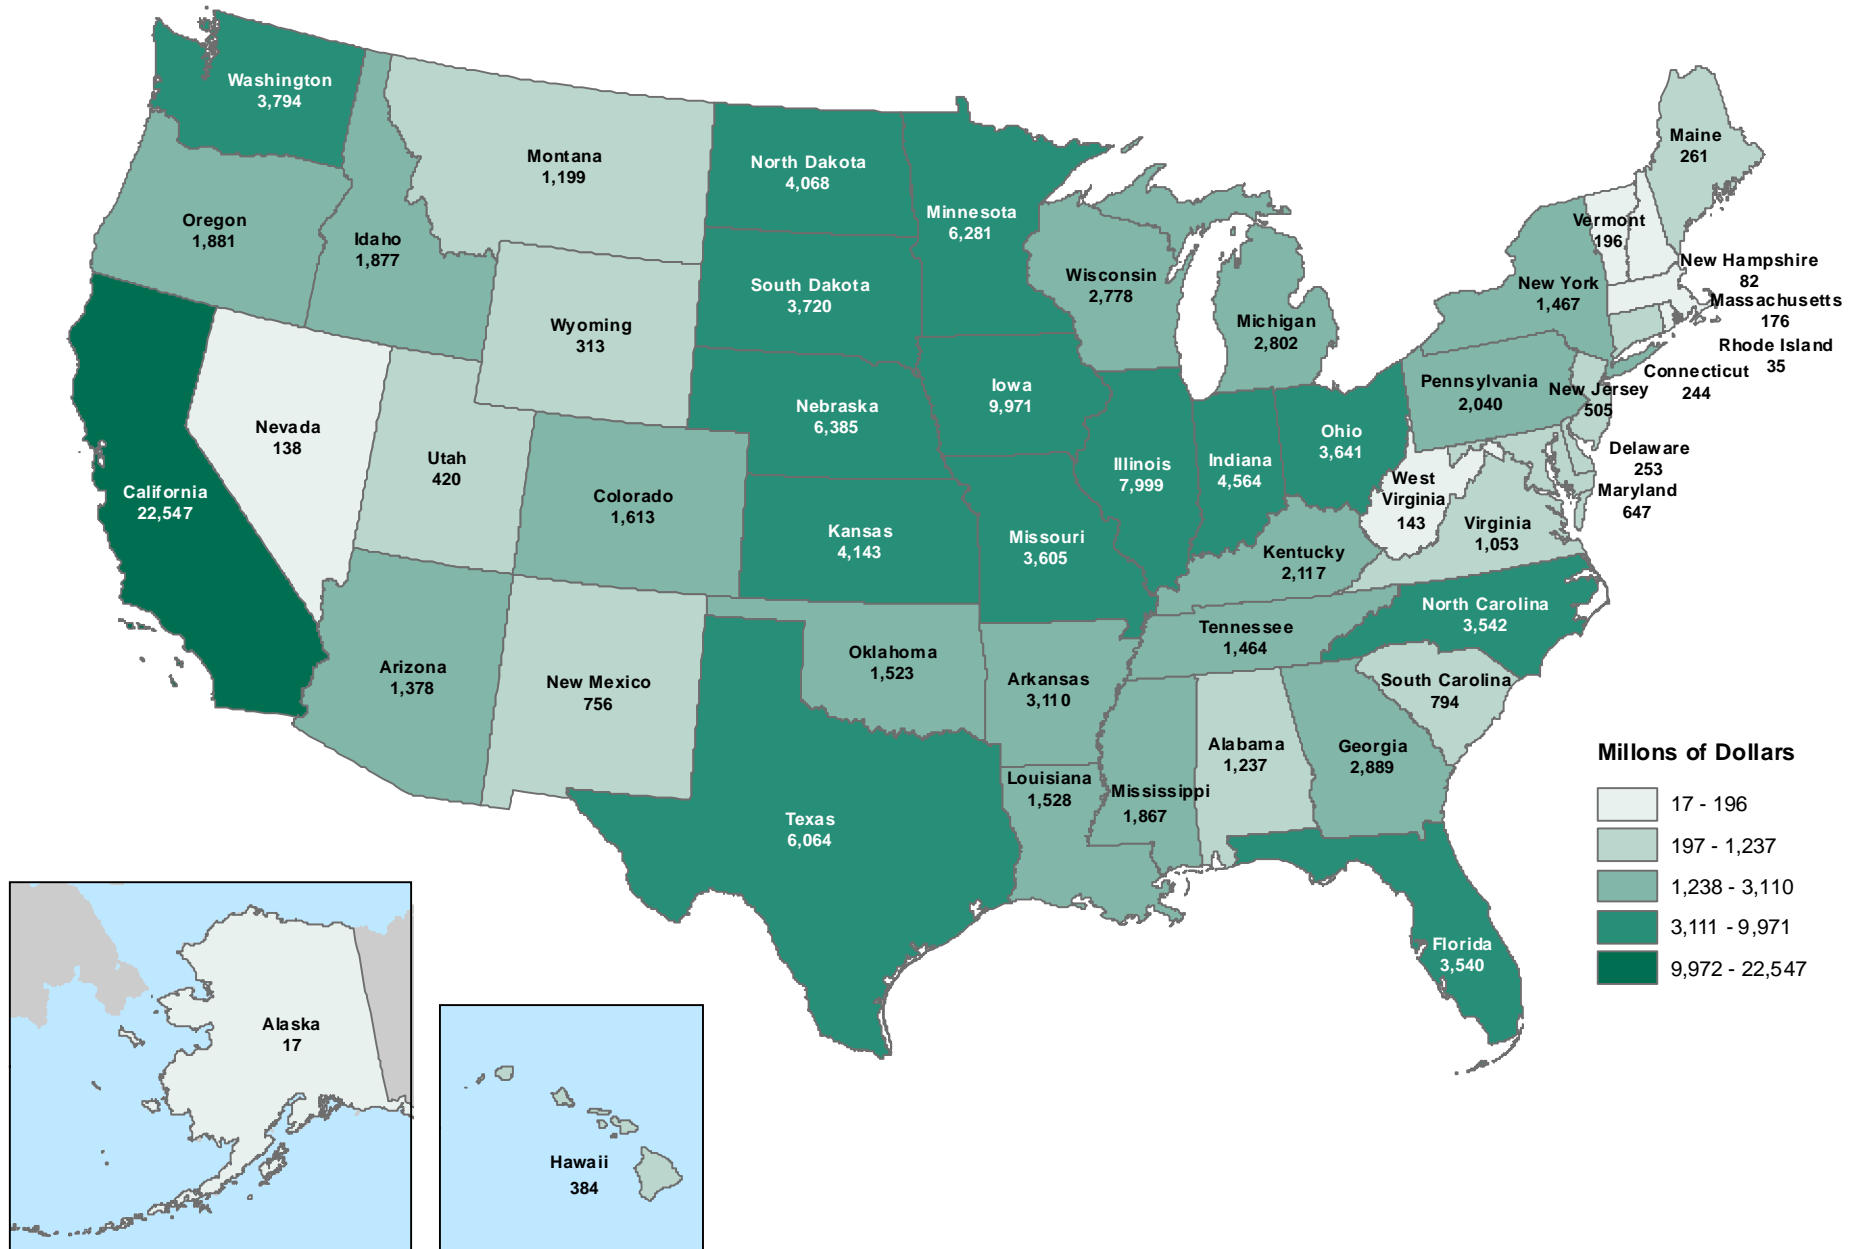 Washington
3,794
Montana
1,199
North Dakota
4,068
Minnesota
6,281
Maine
261
Oregon
1,881
Idaho
1,877
Vermont
196
New Hampshire
82
Massachusetts
176
Rhode Island
35
Connecticut
244
New York
1,467
Wisconsin
2,778
Michigan
2,802
South Dakota
3,720
Wyoming
313
Iowa
9,971
Nebraska
6,385
Pennsylvania
2,040
New Jersey
505
Delaware
253
Maryland
647
Nevada
138
Utah
420
California
22,547
Colorado
1,613
Kansas
4,143
Missouri
3,605
Illinois
7,999
Indiana
4,564
Ohio
3,641
West
Virginia
143
Virginia
1,053
Kentucky
2,117
North Carolina
3,542
Tennessee
1,464
South Carolina
794
Arizona
1,378
New Mexico
756
Oklahoma
1,523
Arkansas
3,110
Texas
6,064
Louisiana
1,528
Mississippi
1,867
Alabama
1,237
Georgia
2,889
Florida
3,540
Alaska
17
Hawaii
384
Millons of Dollars
17 - 196
197 - 1,237
1,238 - 3,110
3,111 - 9,971
9,972 - 22,547